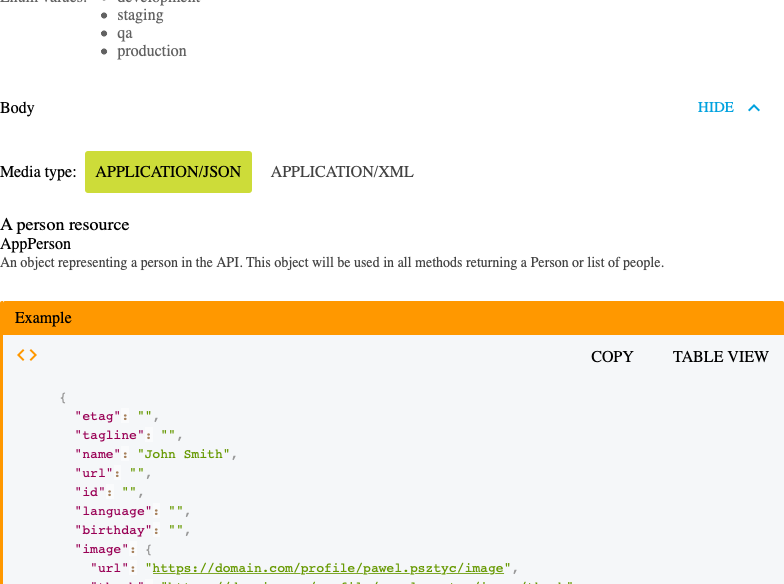 Enum values: • development
• staging
• qa
• production
Body
HIDE
Media type: APPLICATION/JSON APPLICATION/XML
A person resource
AppPerson
An object representing a person in the API. This object will be used in all methods returning a Person or list of people.
Example
<> COPY TABLE VIEW
{
"etag": "",
"tagline": "",
"name": "John Smith",
"url": "",
"id": "",
"language": "",
"birthday": "",
"image": {
"url": "https://domain.com/profile/pawel.psztyc/image",